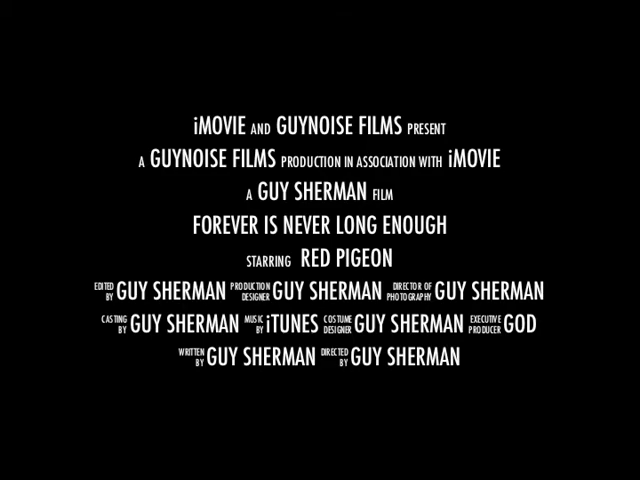 iMOVIE AND GUYNOISE FILMS PRESENT
A GUYNOISE FILMS PRODUCTION IN ASSOCIATION WITH iMOVIE
A GUY SHERMAN FILM
FOREVER IS NEVER LONG ENOUGH
STARRING RED PIGEON
EDITED BY GUY SHERMAN PRODUCTION DESIGNER GUY SHERMAN DIRECTOR OF PHOTOGRAPHY GUY SHERMAN
CASTING BY GUY SHERMAN MUSIC BY iTUNES COSTUME DESIGNER GUY SHERMAN EXECUTIVE PRODUCER GOD
WRITTEN BY GUY SHERMAN DIRECTED BY GUY SHERMAN